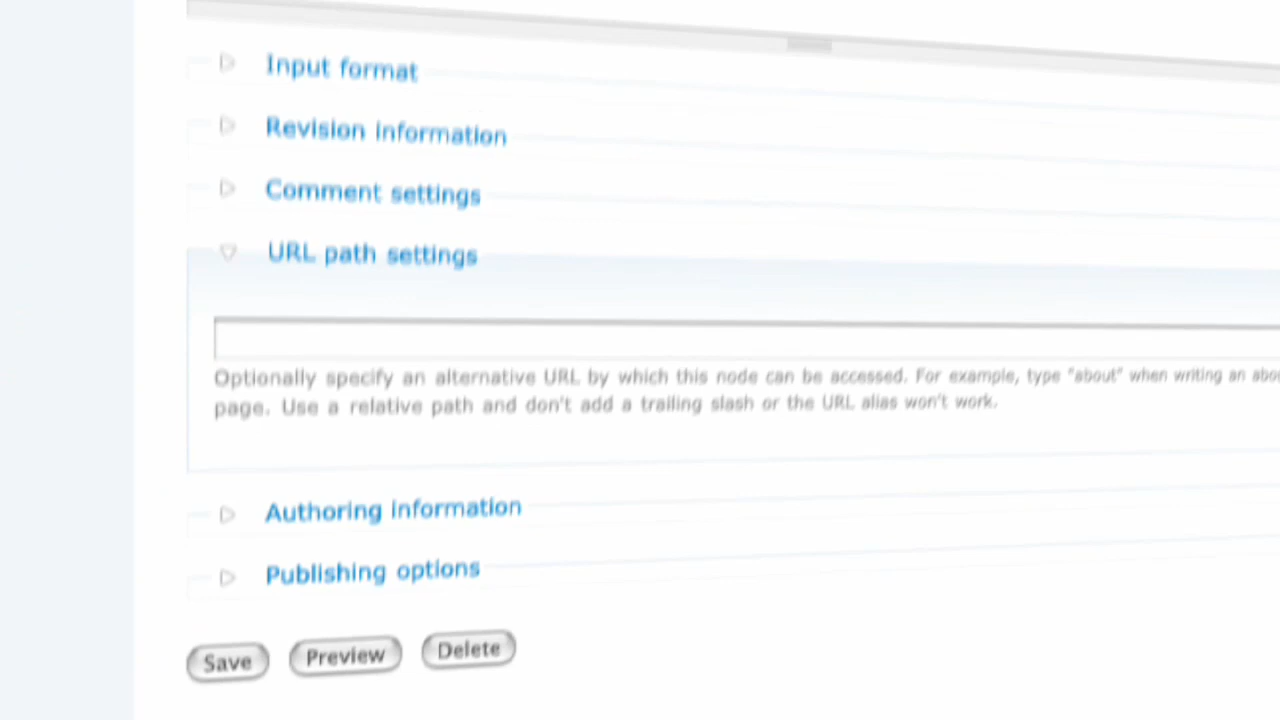 Input format
Revision information
Comment settings
URL path settings
Optionally specify an alternative URL by which this node can be accessed. For example, type "about" when writing an
page. Use a relative path and don't add a trailing slash or the URL alias won't work.
Authoring information
Publishing options
Save Preview Delete